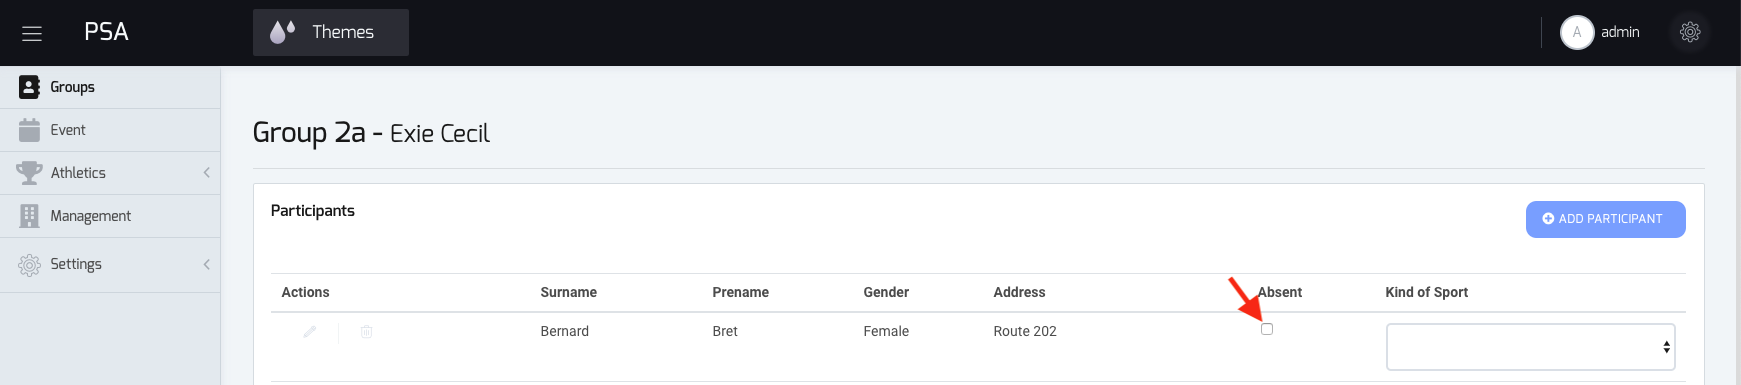 PSA
Themes
A admin
Groups
Event
Athletics
Management
Settings
Group 2a - Exie Cecil
Participants
ADD PARTICIPANT
Actions Surname Prename Gender Address Absent Kind of Sport
Bernard Bret Female Route 202